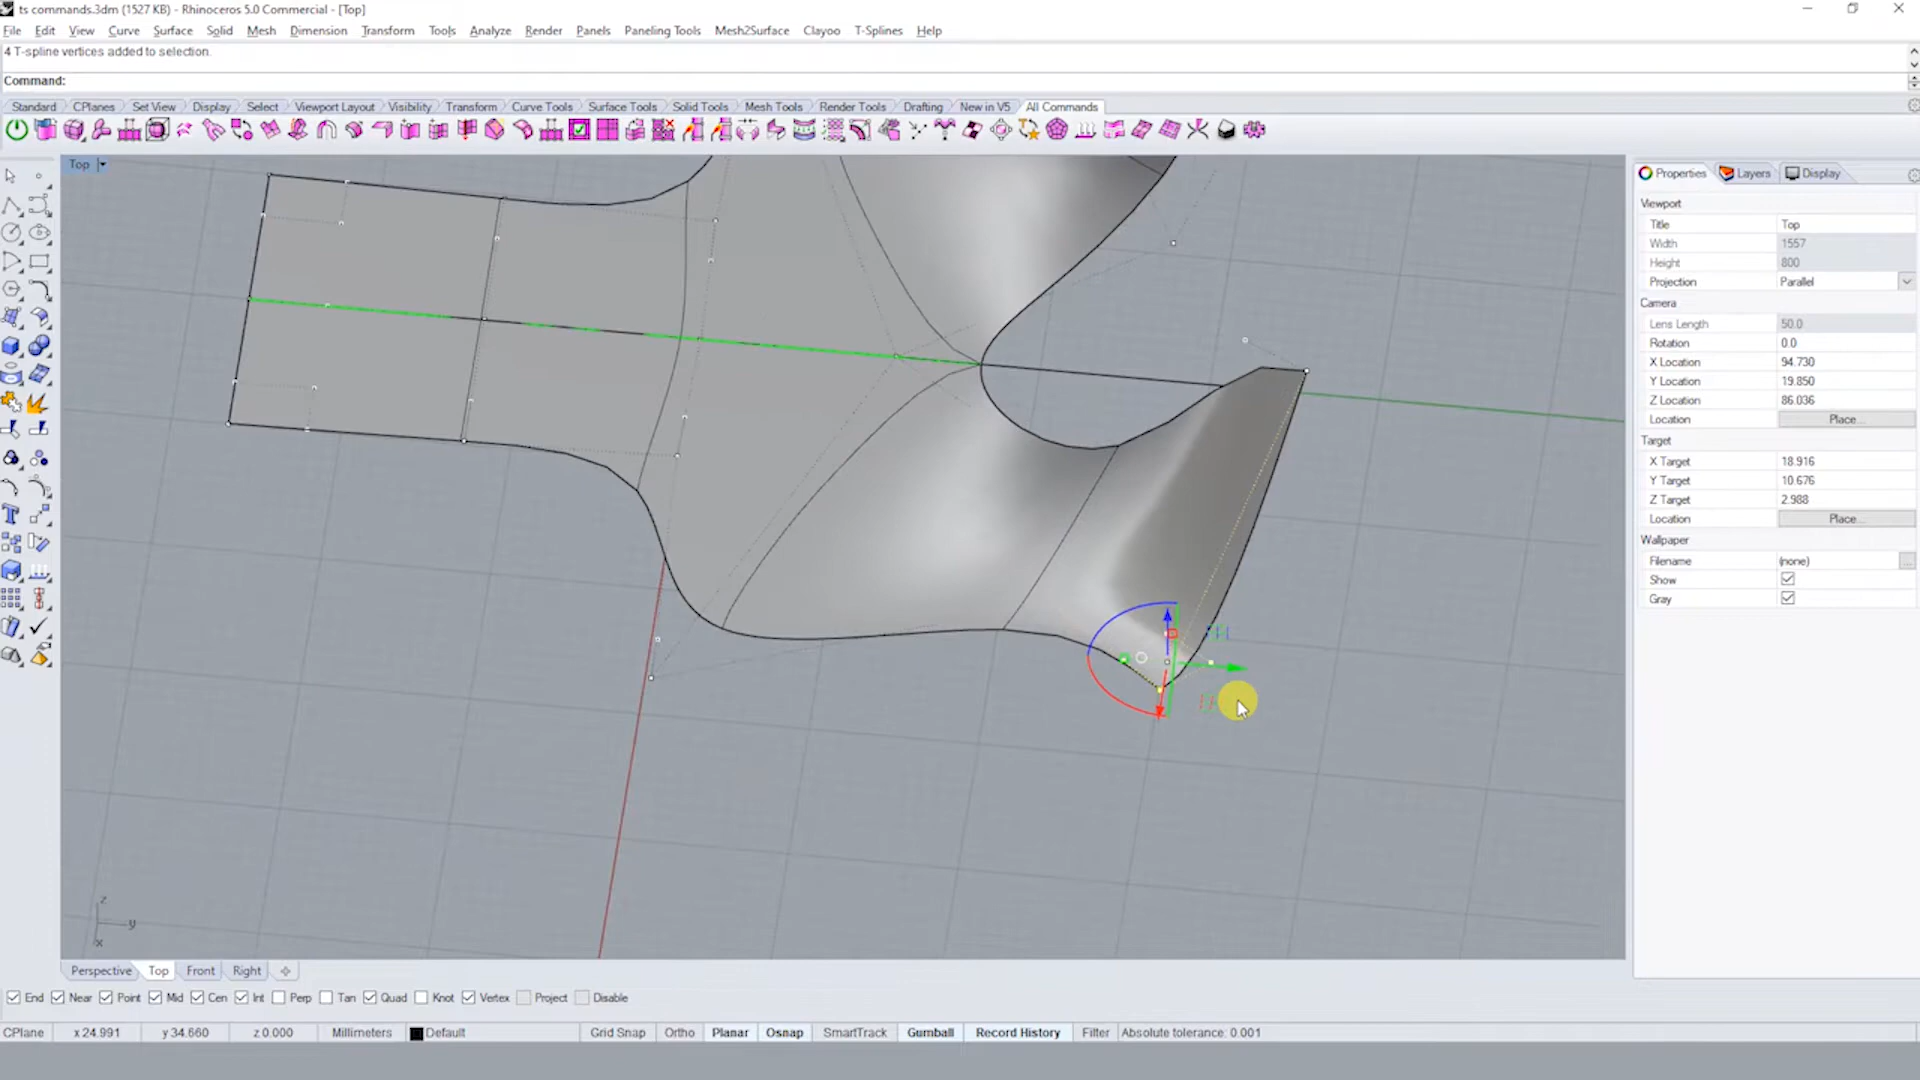 ts commands.3dm (1527 KB) - Rhinoceros 5.0 Commercial - [Top]
File Edit View Curve Surface Solid Mesh Dimension Transform Tools Analyze Render Panels Paneling Tools Mesh2Surface Clayoo T-Splines Help
4 T-spline vertices added to selection.
Command:
Standard CPlanes Set View Display Select Viewport Layout Visibility Transform Curve Tools Surface Tools Solid Tools Mesh Tools Render Tools Drafting New in V5 All Commands
Top
Properties Layers Display
Viewport
Title Top
Width 1557
Height 800
Projection Parallel
Camera
Lens Length 50.0
Rotation 0.0
X Location 94.730
Y Location 19.850
Z Location 86.036
Location Place...
Target
X Target 18.916
Y Target 10.676
Z Target 2.988
Location Place...
Wallpaper
Filename (none) ...
Show
Gray
z
y
x
Perspective Top Front Right
End Near Point Mid Cen Int Perp Tan Quad Knot Vertex Project Disable
CPlane x 24.991 y 34.660 z 0.000 Millimeters Default Grid Snap Ortho Planar Osnap SmartTrack Gumball Record History Filter Absolute tolerance: 0.001